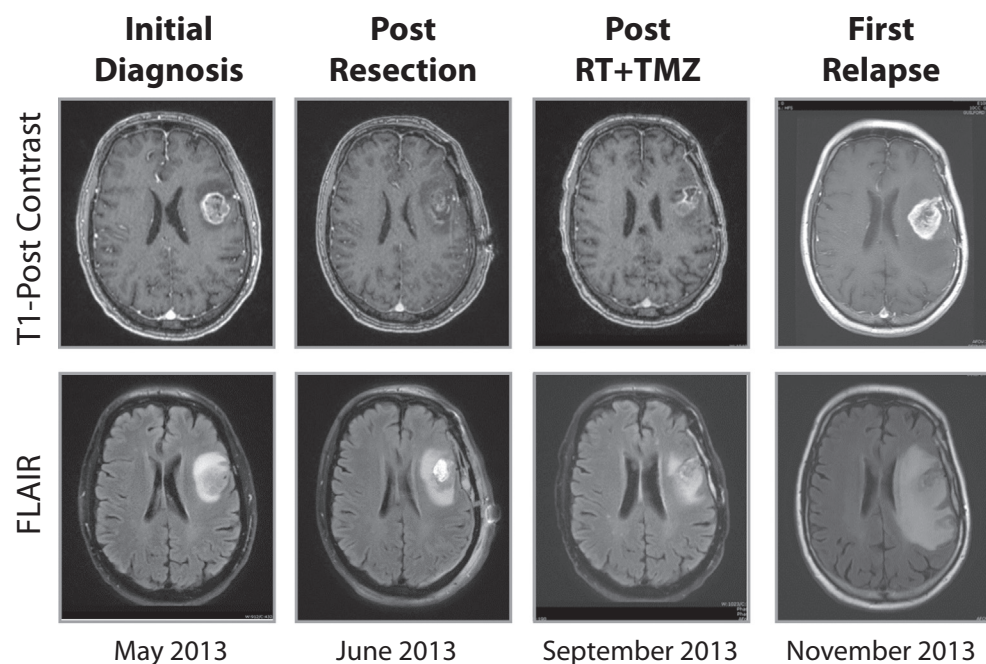 Initial
Diagnosis
Post
Resection
Post
RT+TMZ
First
Relapse
T1-Post Contrast
FLAIR
May 2013
June 2013
September 2013
November 2013